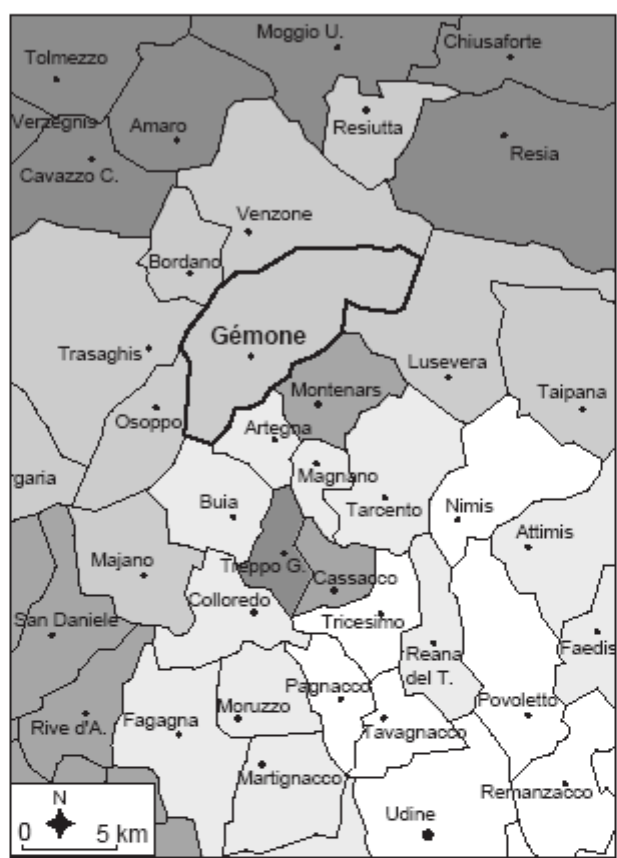 Moggio U.
Chiusaforte
Tolmezzo
Verzegnis
Amaro
Resiutta
Resia
Cavazzo C.
Venzone
Bordano
Gémone
Trasaghis
Lusevera
Montenars
Taipana
Osoppo
Artegna
rgaria
Magnano
Buia
Tarcento
Nimis
Attimis
Majano
Treppo G.
Cassacco
Colloredo
San Daniele
Tricesimo
Faedis
Reana
del T.
Pagnacco
Povoletto
Moruzzo
Rive d'A.
Fagagna
Tavagnacco
Martignacco
Remanzacco
N
Udine
0 5 km